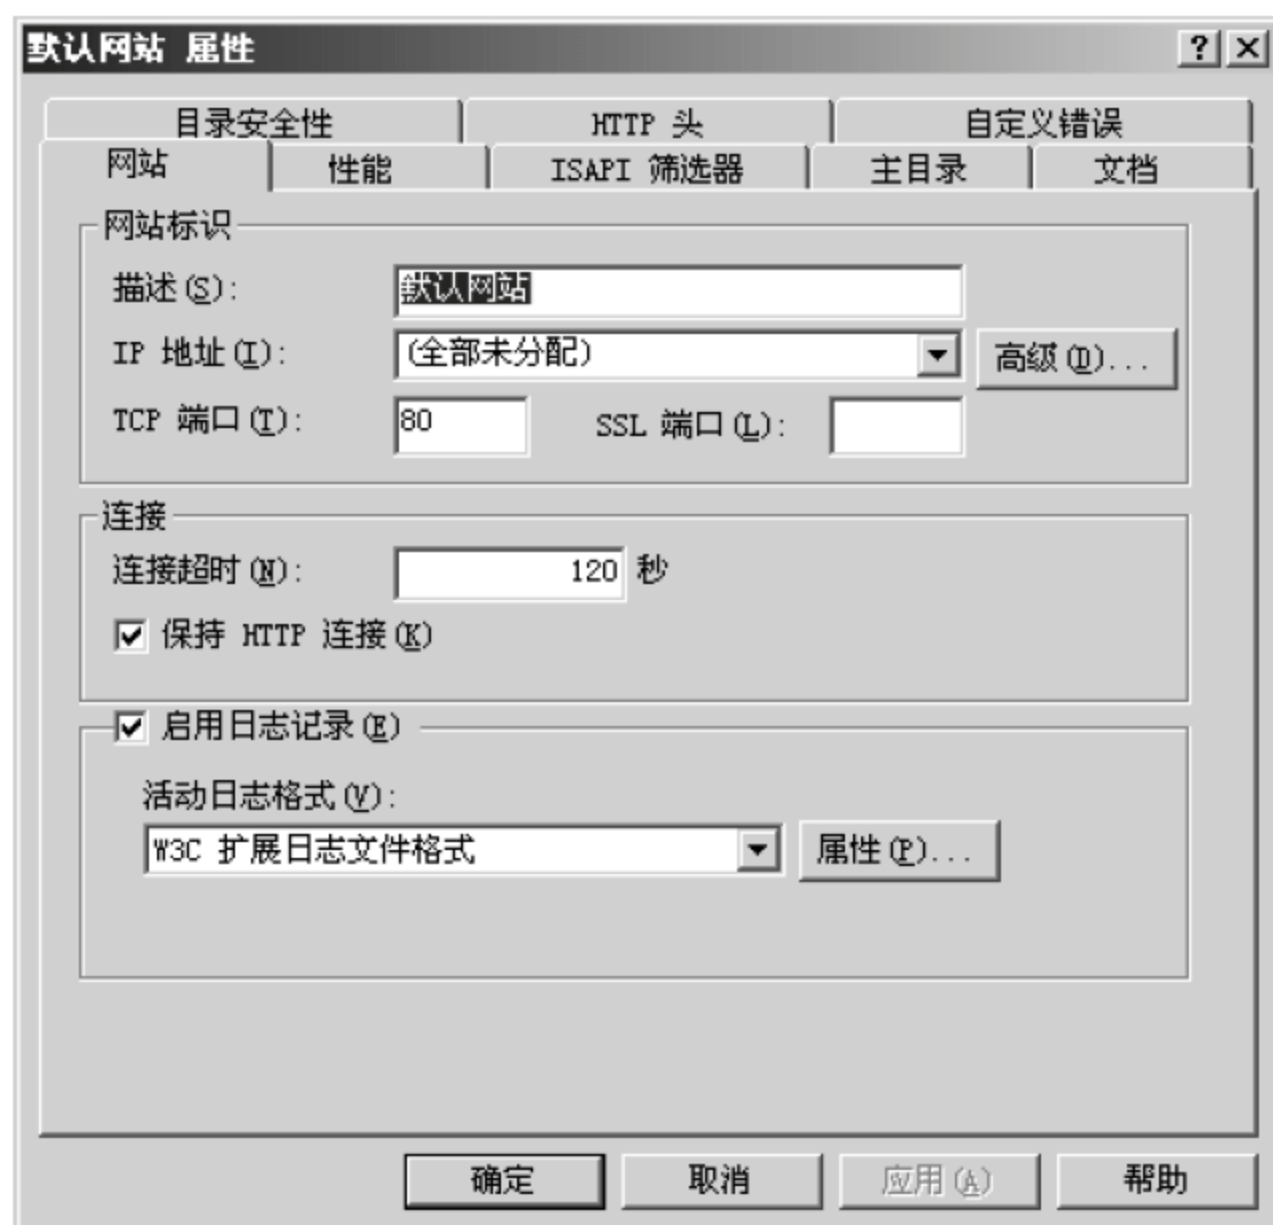 默认网站 属性
目录安全性 HTTP 头 自定义错误
网站 性能 ISAPI 筛选器 主目录 文档
网站标识
描述(S): 默认网站
IP 地址(I): (全部未分配) 高级(D)...
TCP 端口(T): 80 SSL 端口(L):
连接
连接超时(N): 120 秒
保持 HTTP 连接(K)
启用日志记录(E)
活动日志格式(V):
W3C 扩展日志文件格式 属性(P)...
确定 取消 应用(A) 帮助